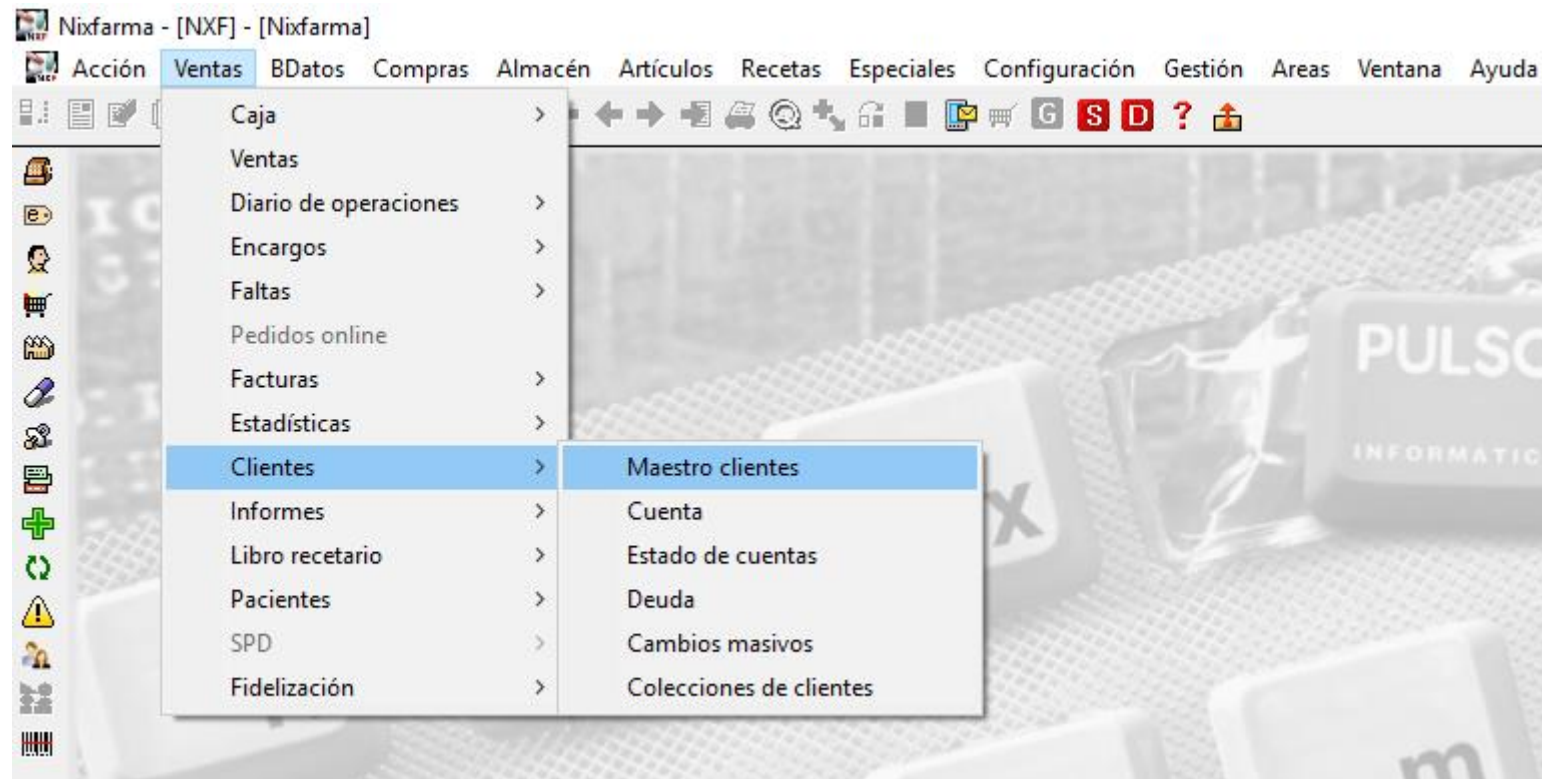 Nixfarma - [NXF] - [Nixfarma]
Acción Ventas BDatos Compras Almacén Artículos Recetas Especiales Configuración Gestión Areas Ventana Ayuda
G S D ?
Caja
Ventas
Diario de operaciones
Encargos
Faltas
Pedidos online
Facturas
Estadísticas
Clientes
Informes
Libro recetario
Pacientes
SPD
Fidelización
Maestro clientes
Cuenta
Estado de cuentas
Deuda
Cambios masivos
Colecciones de clientes
PULSO
INFORMATIC
x
m